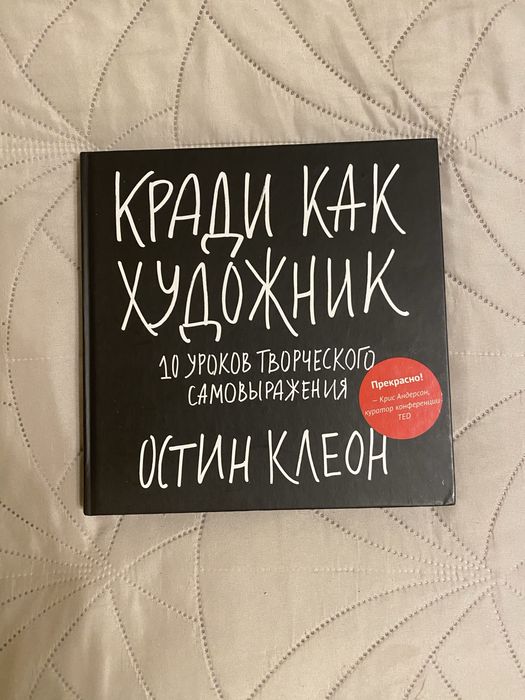 КРАДИ КАК
ХУДОЖНИК
10 УРОКОВ ТВОРЧЕСКОГО
САМОВЫРАЖЕНИЯ
Прекрасно!
— Крис Андерсон,
куратор конференции
TED
ОСТИН КЛЕОН